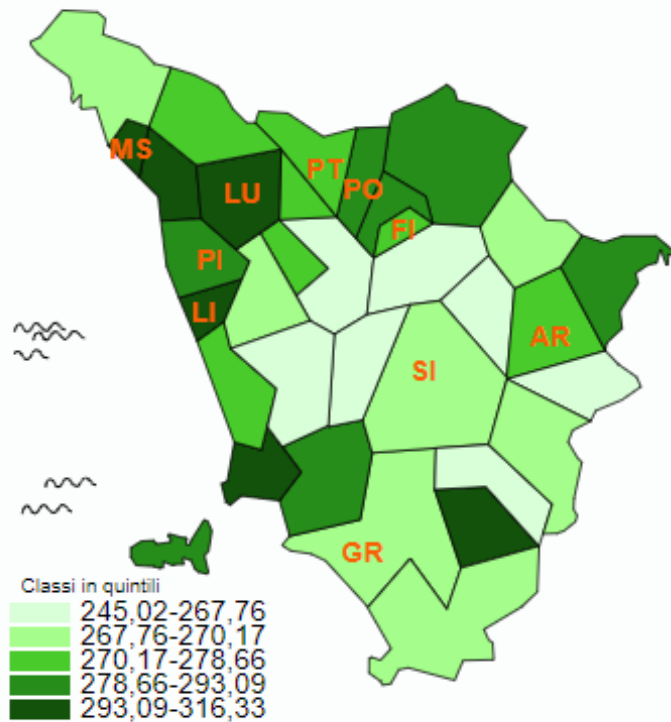 MS
LU
PT
PO
FI
PI
LI
AR
SI
GR
Classi in quintili
245,02-267,76
267,76-270,17
270,17-278,66
278,66-293,09
293,09-316,33